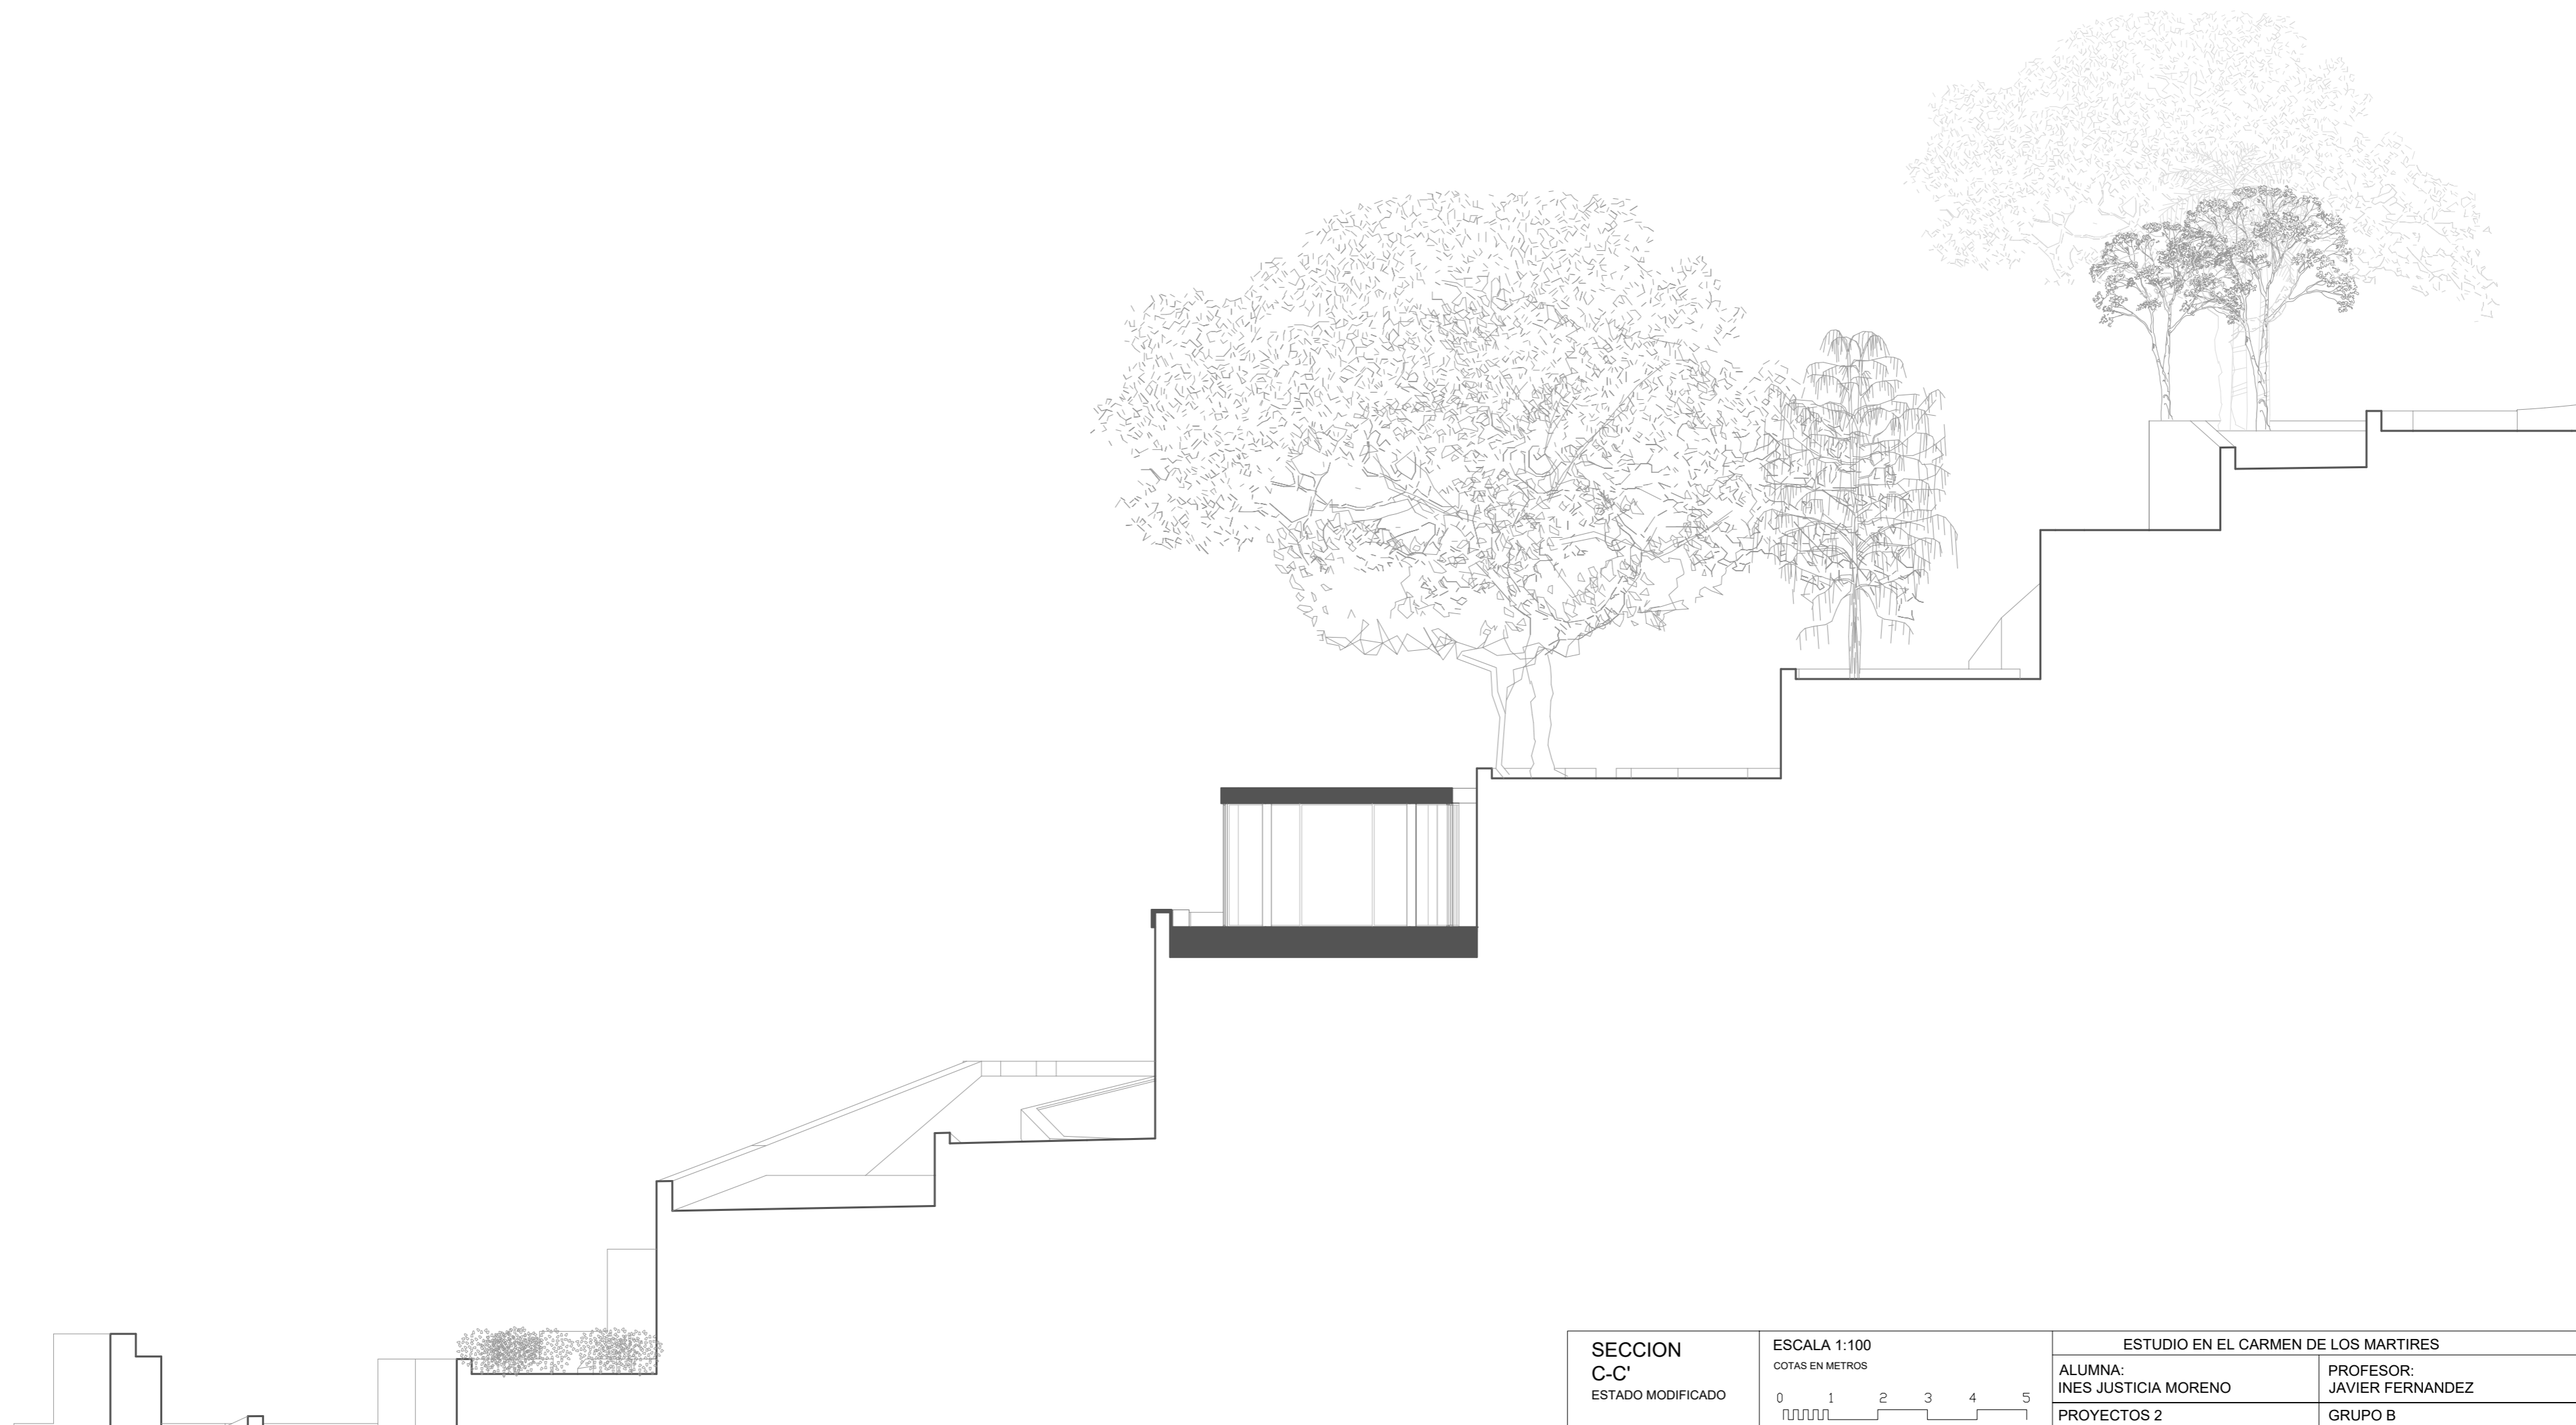 SECCION
C-C'
ESTADO MODIFICADO
ESCALA 1:100
COTAS EN METROS
0 1 2 3 4 5
ESTUDIO EN EL CARMEN DE LOS MARTIRES
ALUMNA:
INES JUSTICIA MORENO
PROFESOR:
JAVIER FERNANDEZ
PROYECTOS 2
GRUPO B